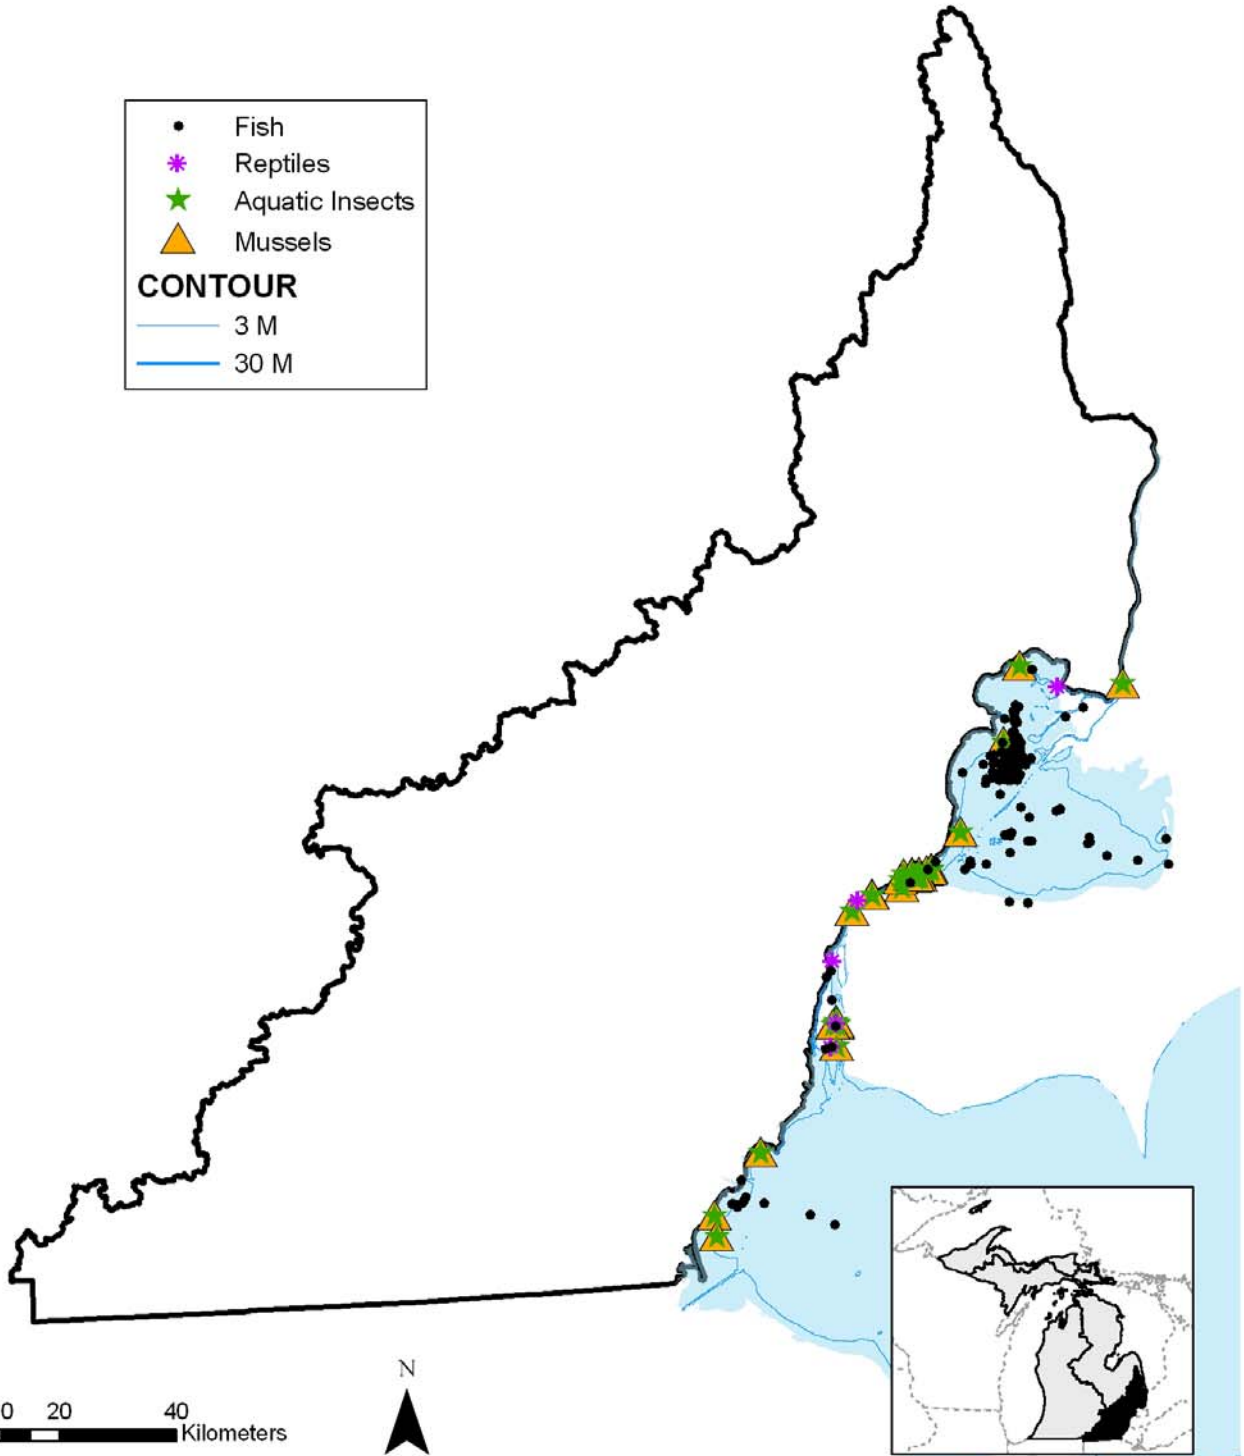 Fish
Reptiles
Aquatic Insects
Mussels
CONTOUR
3 M
30 M
N
0 20 40
Kilometers